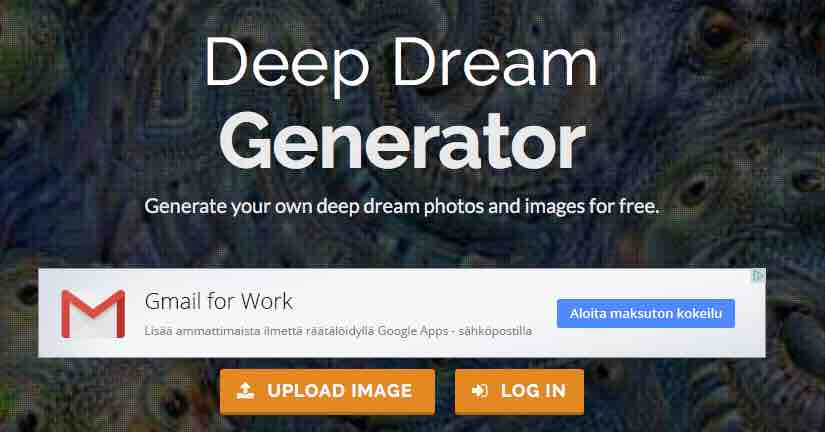 Deep Dream
Generator
Generate your own deep dream photos and images for free.
Gmail for Work
Lisää ammattimaista ilmettä räätälöidyllä Google Apps - sähköpostilla
Aloita maksuton kokeilu
UPLOAD IMAGE
LOG IN